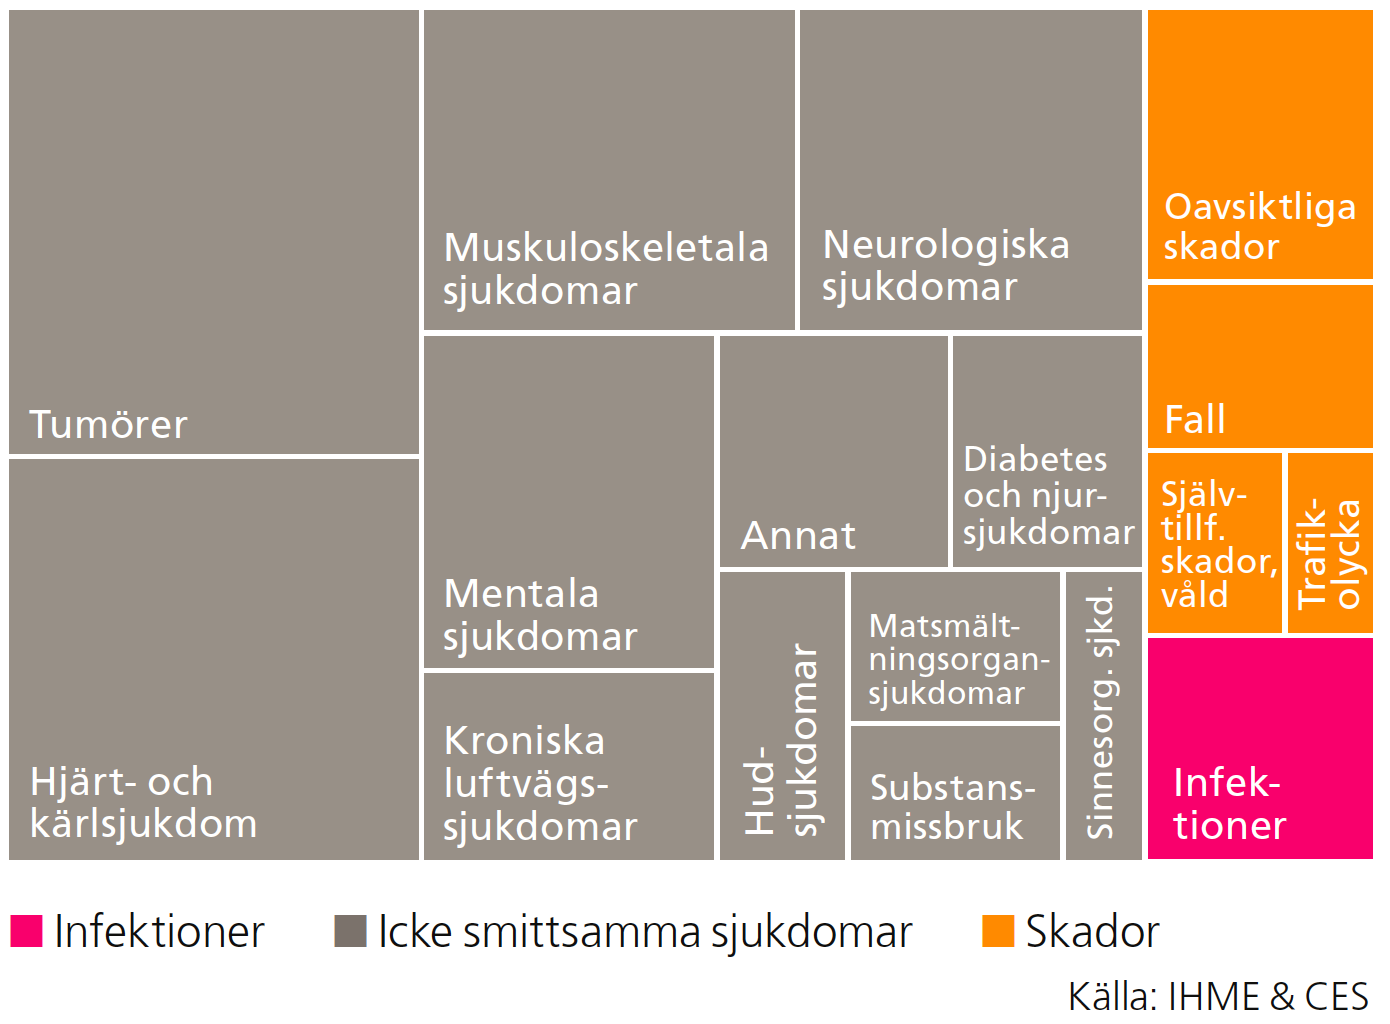 Tumörer
Hjärt- och
kärlsjukdom
Muskuloskeletala
sjukdomar
Neurologiska
sjukdomar
Mentala
sjukdomar
Kroniska
luftvägs-
sjukdomar
Annat
Diabetes
och njur-
sjukdomar
Hud-
sjukdomar
Matsmält-
ningsorgan-
sjukdomar
Substans-
missbruk
Sinnesorg. sjkd.
Oavsiktliga
skador
Fall
Själv-
tillf.
skador,
våld
Trafik-
olycka
Infek-
tioner
Infektioner
Icke smittsamma sjukdomar
Skador
Källa: IHME & CES